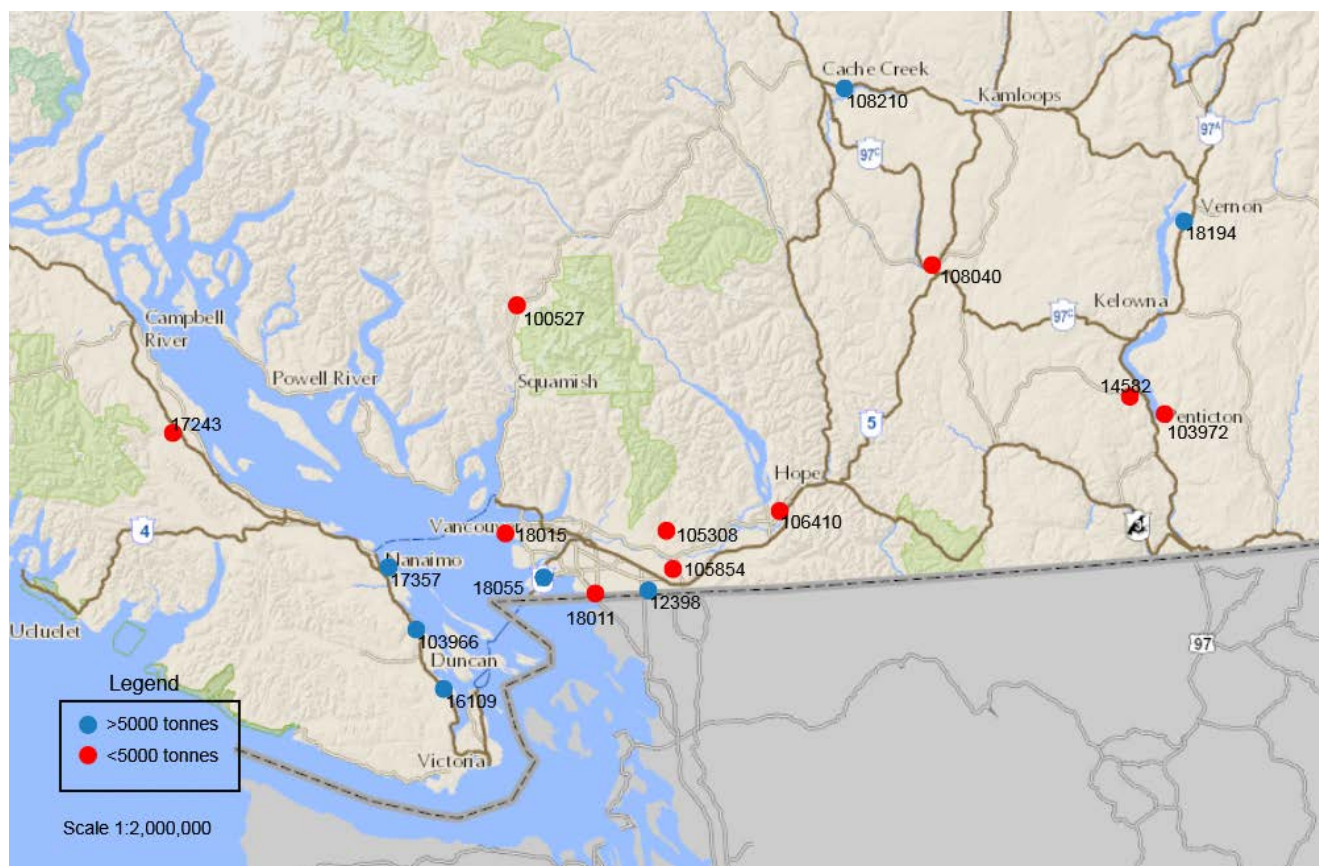 Cache Creek
108210
Kamloops
97A
97C
Vernon
18194
108040
Kelowna
97C
100527
Campbell
River
Powell River
Squamish
14582
Penticton
103972
17243
5
Hope
106410
4
Vancouver
18015
105308
Nanaimo
17357
105854
18055
12398
18011
Ucluelet
103966
Duncan
97
16109
Victoria
Legend
>5000 tonnes
<5000 tonnes
Scale 1:2,000,000